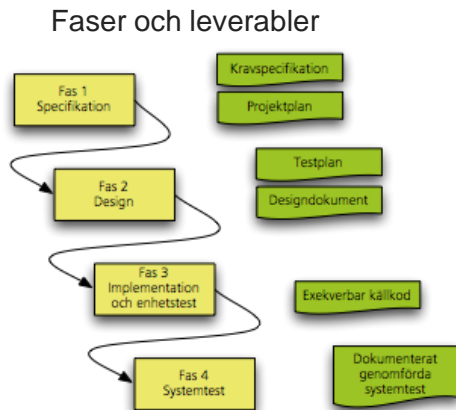 Faser och leverabler
Fas 1
Specifikation
Kravspecifikation
Projektplan
Fas 2
Design
Testplan
Designdokument
Fas 3
Implementation
och enhetstest
Exekverbar källkod
Fas 4
Systemtest
Dokumenterat
genomförda
systemtest